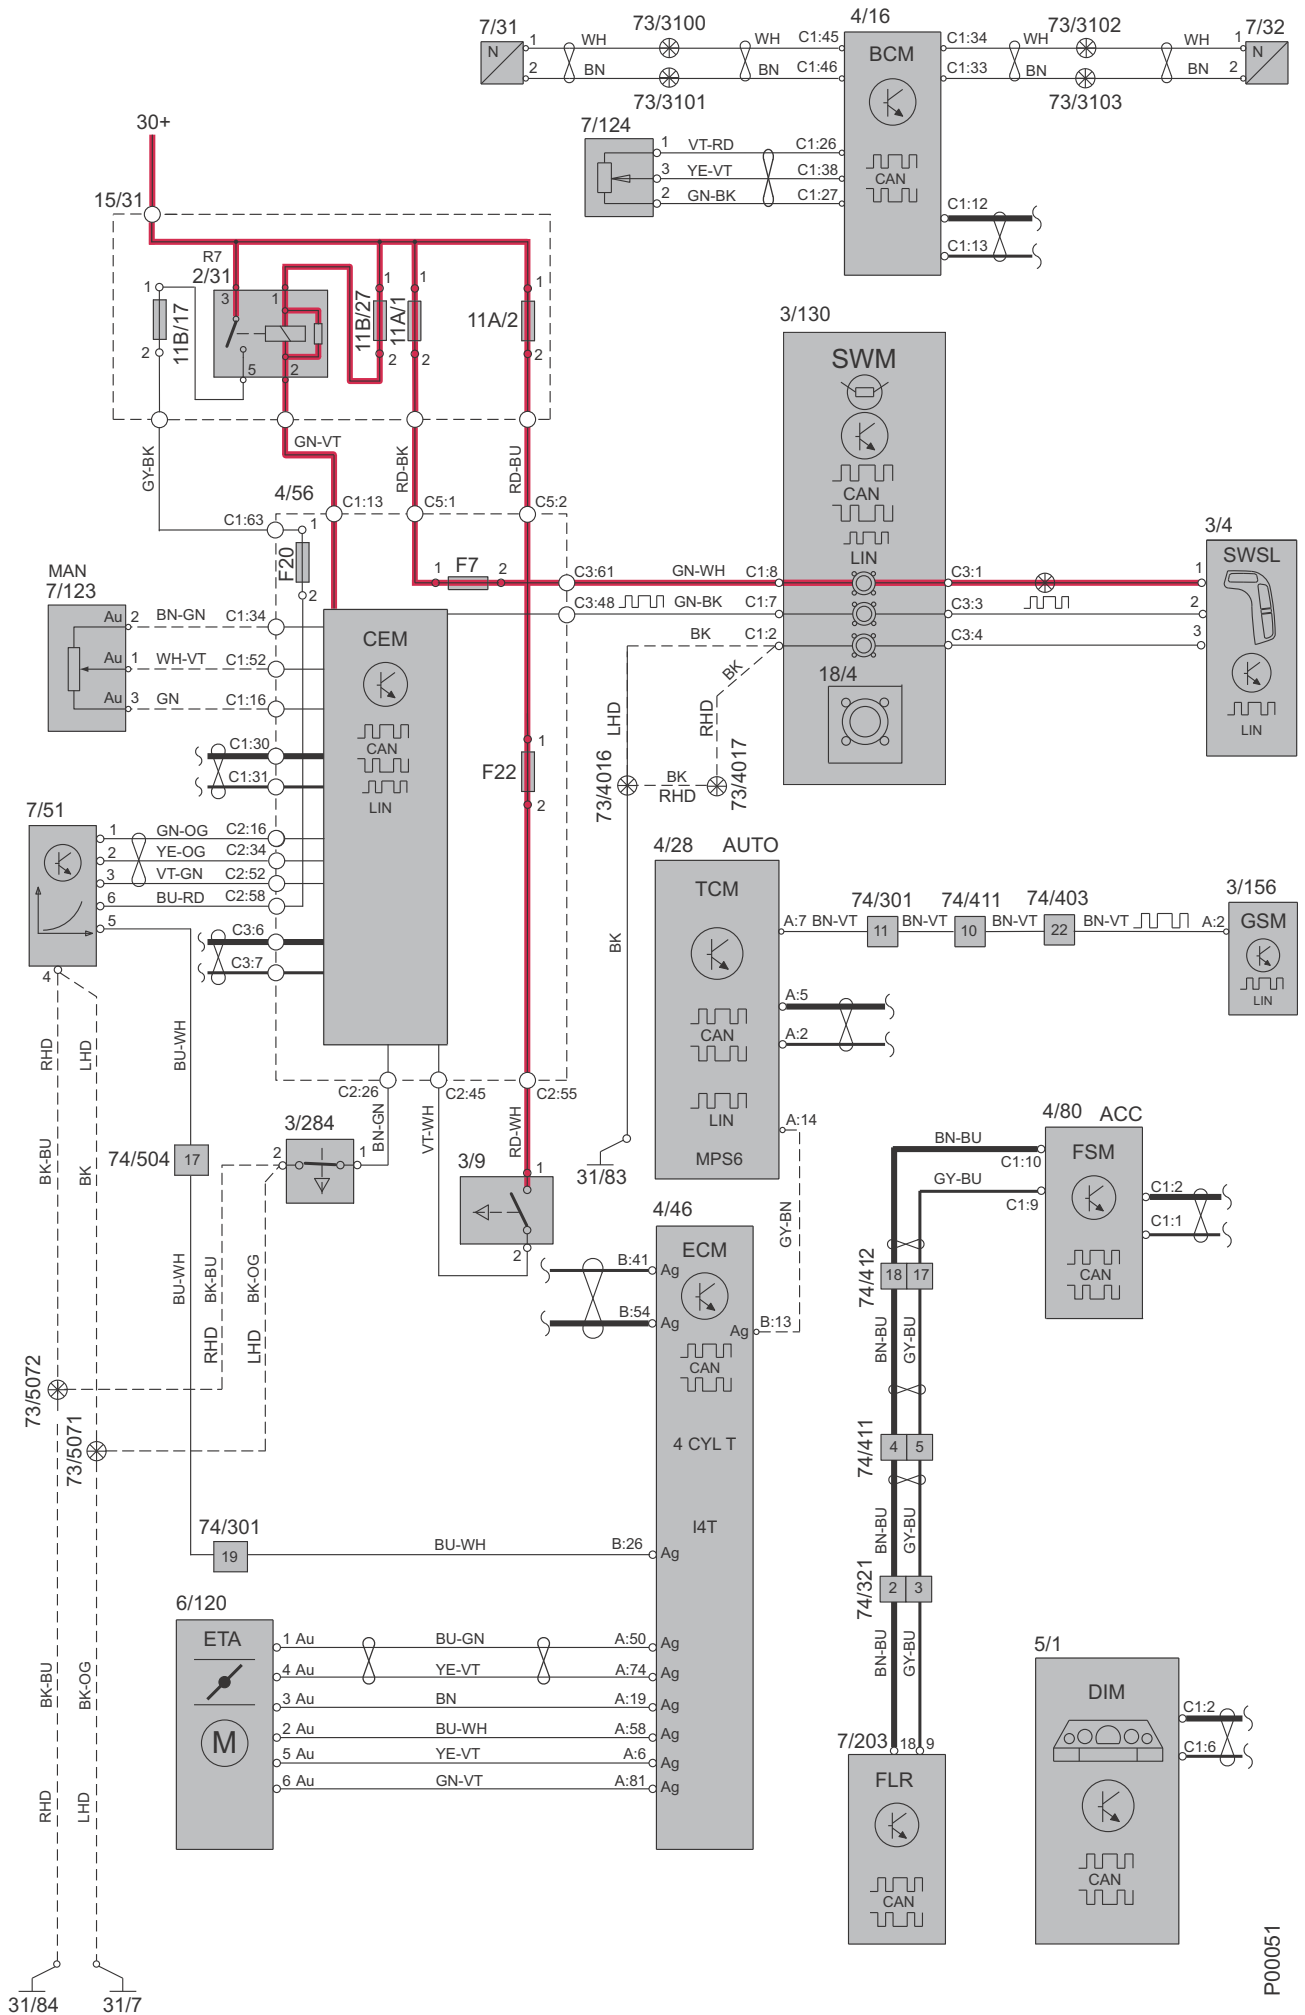 7/31
73/3100
4/16
73/3102
7/32
N
1
WH
WH
C1:45
BCM
C1:34
WH
WH
1
N
2
BN
BN
C1:46
C1:33
BN
BN
2
73/3101
73/3103
30+
7/124
1
VT-RD
C1:26
3
YE-VT
C1:38
CAN
2
GN-BK
C1:27
C1:12
C1:13
15/31
R7
2/31
1
3
1
1
1
1
11B/17
11B/27
11A/1
11A/2
2
5
2
2
2
2
3/130
SWM
CAN
LIN
GN-VT
GY-BK
RD-BK
RD-BU
4/56
C1:13
C5:1
C5:2
C1:63
1
F20
2
1
F7
2
C3:61
GN-WH
C1:8
C3:1
3/4
SWSL
1
C3:48
GN-BK
C1:7
C3:3
2
BK
C1:2
C3:4
3
LIN
MAN
7/123
Au
2
BN-GN
C1:34
CEM
Au
1
WH-VT
C1:52
Au
3
GN
C1:16
18/4
BK
LHD
RHD
C1:30
CAN
C1:31
LIN
1
F22
2
73/4016
BK
RHD
73/4017
7/51
1
GN-OG
C2:16
2
YE-OG
C2:34
3
VT-GN
C2:52
6
BU-RD
C2:58
5
4
C3:6
C3:7
4/28
AUTO
TCM
A:7
BN-VT
74/301
11
BN-VT
74/411
10
BN-VT
74/403
22
BN-VT
A:2
3/156
GSM
LIN
BK
A:5
CAN
A:2
LIN
A:14
MPS6
RHD
LHD
BU-WH
C2:26
C2:45
C2:55
BN-GN
VT-WH
RD-WH
3/284
2
1
74/504
17
BK-BU
BK
3/9
1
2
31/83
4/80
ACC
BN-BU
C1:10
FSM
GY-BU
C1:9
C1:2
C1:1
CAN
GY-BN
4/46
B:41
Ag
ECM
B:54
Ag
Ag
B:13
CAN
74/412
18
17
BU-WH
RHD
BK-BU
LHD
BK-OG
BN-BU
GY-BU
73/5072
73/5071
4 CYL T
74/411
4
5
BN-BU
GY-BU
I4T
74/301
19
BU-WH
B:26
Ag
74/321
2
3
6/120
ETA
M
1 Au
BU-GN
A:50
Ag
4 Au
YE-VT
A:74
Ag
3 Au
BN
A:19
Ag
2 Au
BU-WH
A:58
Ag
5 Au
YE-VT
A:6
Ag
6 Au
GN-VT
A:81
Ag
BN-BU
GY-BU
BK-BU
BK-OG
5/1
DIM
C1:2
C1:6
CAN
7/203
18
9
FLR
CAN
RHD
LHD
31/84
31/7
P00051